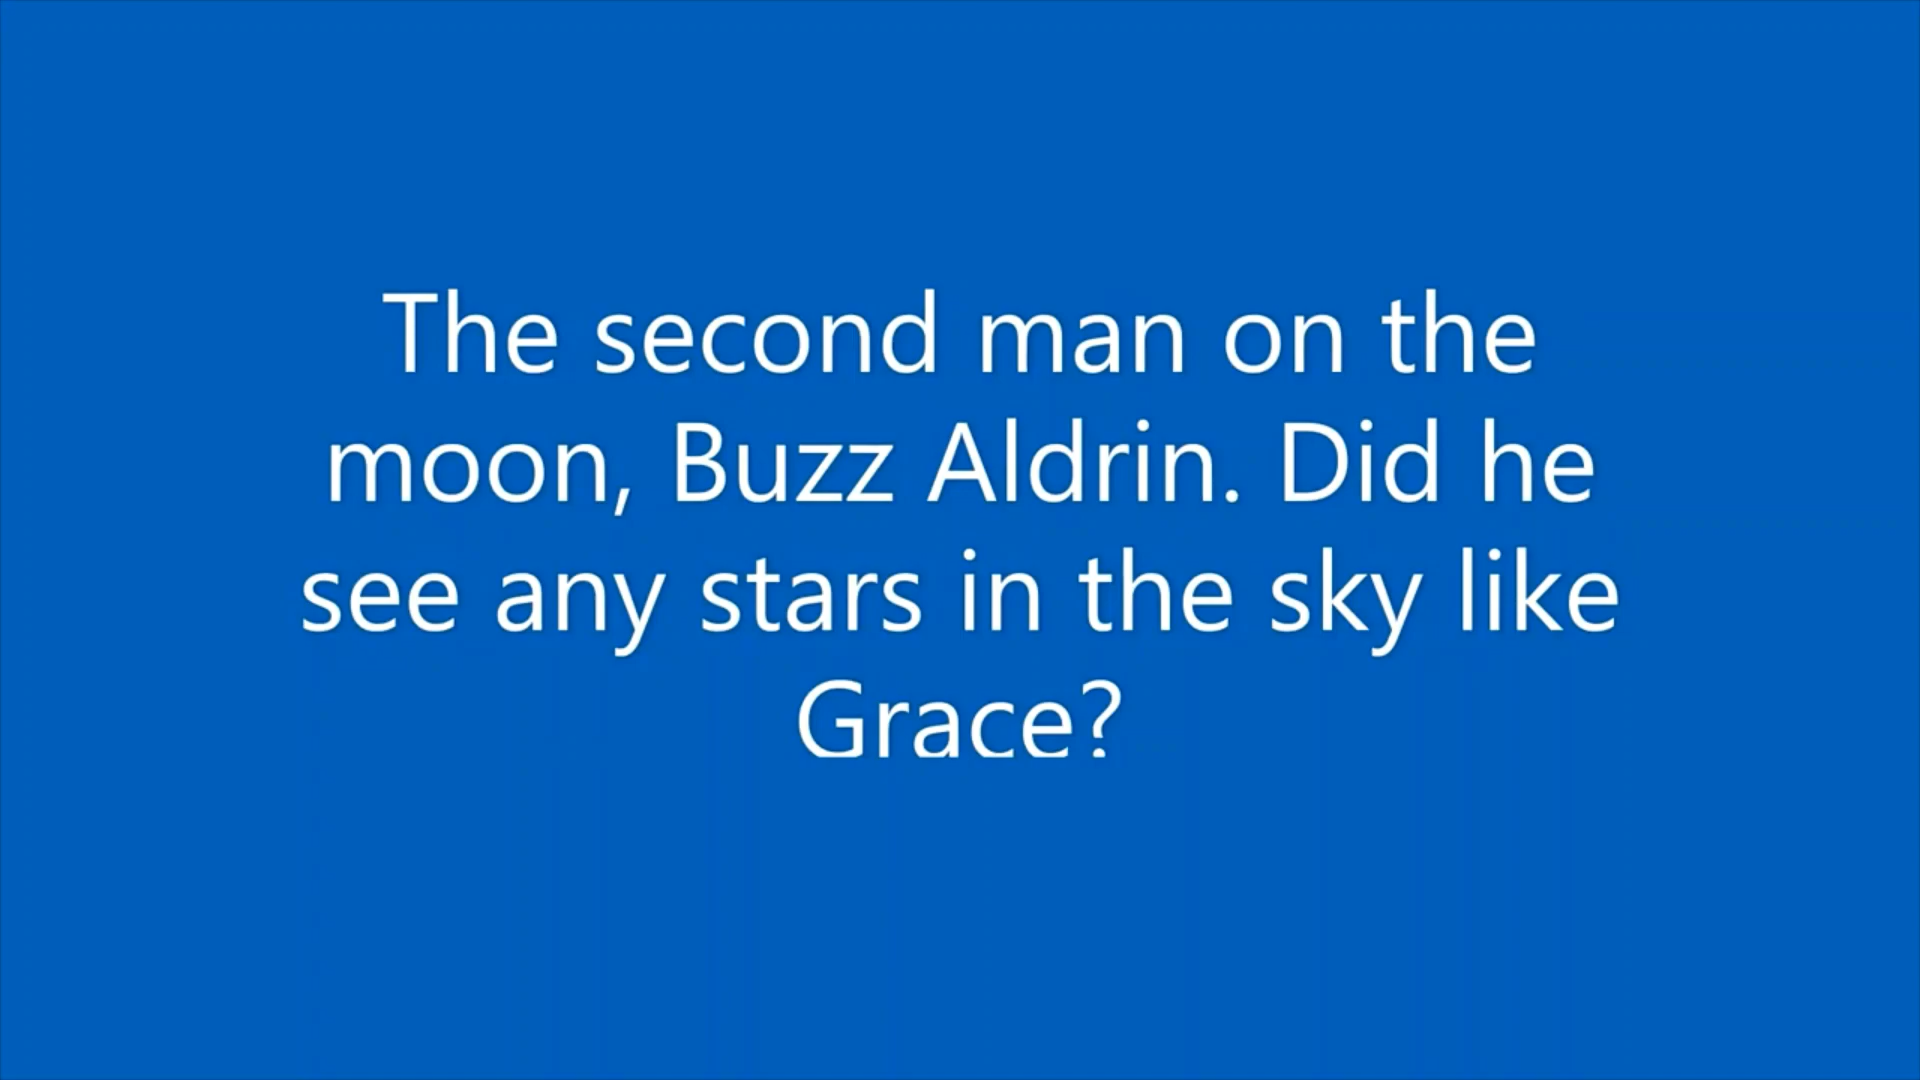 The second man on the
moon, Buzz Aldrin. Did he
see any stars in the sky like
Grace?